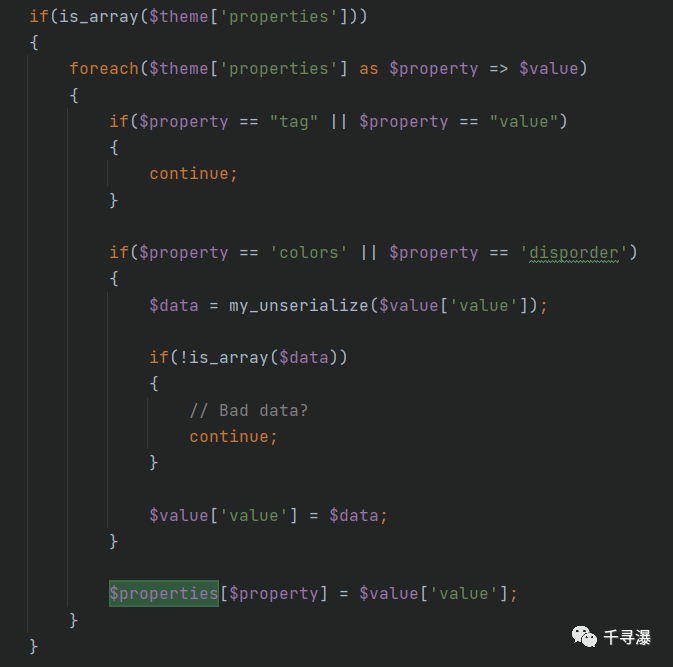 if(is_array($theme['properties']))
{
    foreach($theme['properties'] as $property => $value)
    {
        if($property == "tag" || $property == "value")
        {
            continue;
        }

        if($property == 'colors' || $property == 'disporder')
        {
            $data = my_unserialize($value['value']);

            if(!is_array($data))
            {
                // Bad data?
                continue;
            }

            $value['value'] = $data;
        }

        $properties[$property] = $value['value'];
    }
}
千寻瀑